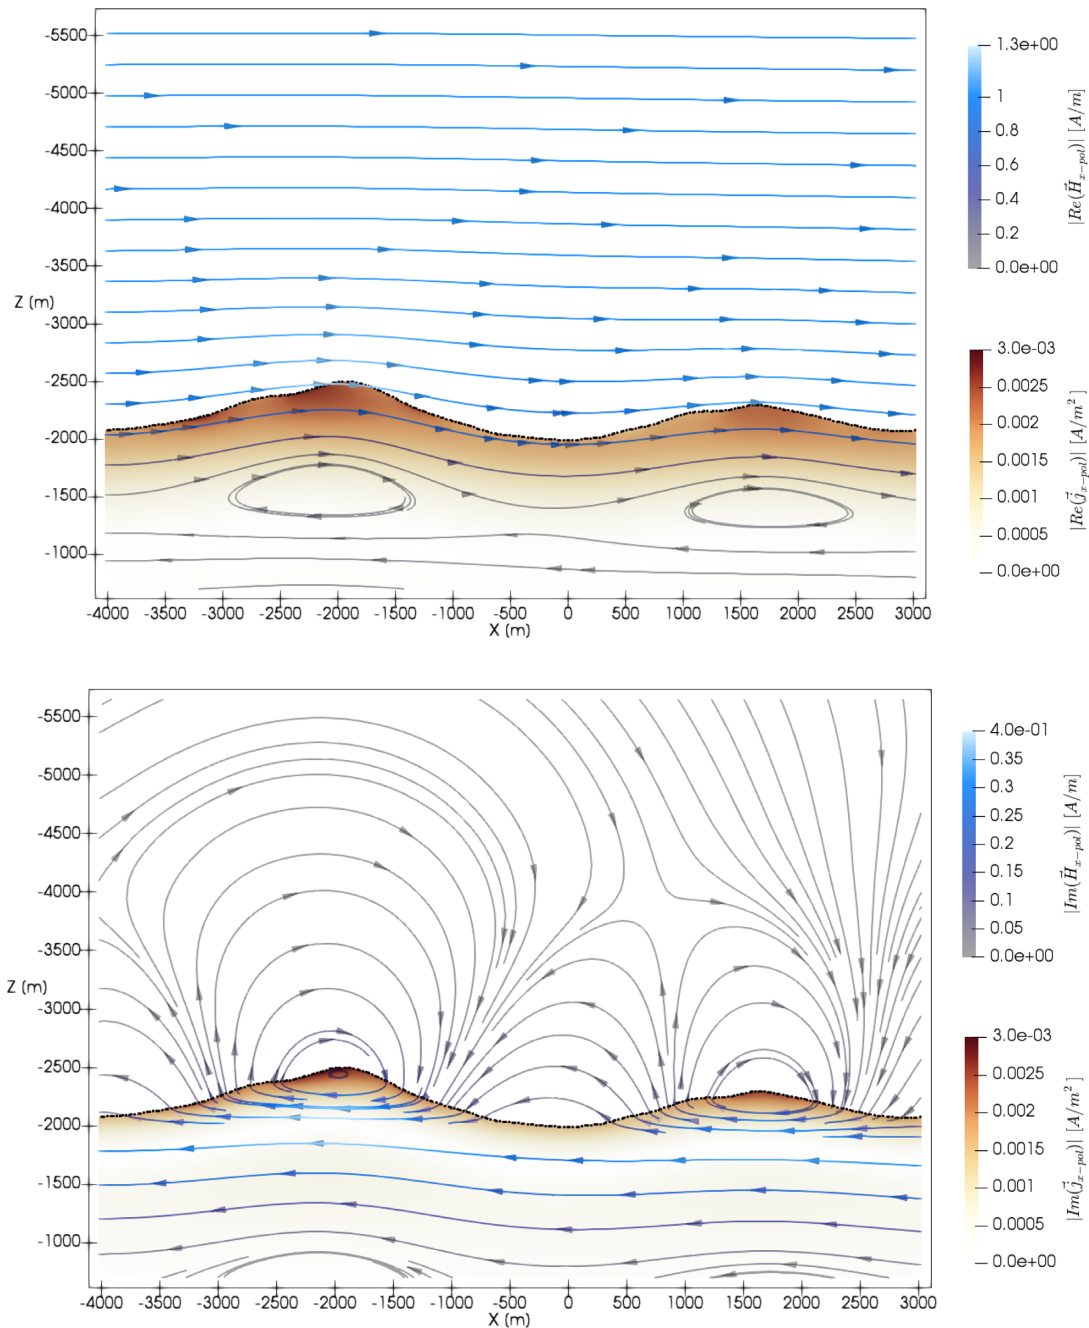 -5500
-5000
-4500
-4000
-3500
Z (m)
-3000
-2500
-2000
-1500
-1000
-4000 -3500 -3000 -2500 -2000 -1500 -1000 -500 0 500 1000 1500 2000 2500 3000
X (m)
1.3e+00
1
0.8
0.6
0.4
0.2
0.0e+00
|Re(H⃗x−pol)| [A/m]
3.0e-03
0.0025
0.002
0.0015
0.001
0.0005
0.0e+00
|Re(j⃗x−pol)| [A/m²]
-5500
-5000
-4500
-4000
-3500
Z (m)
-3000
-2500
-2000
-1500
-1000
-4000 -3500 -3000 -2500 -2000 -1500 -1000 -500 0 500 1000 1500 2000 2500 3000
X (m)
4.0e-01
0.35
0.3
0.25
0.2
0.15
0.1
0.05
0.0e+00
|Im(H⃗x−pol)| [A/m]
3.0e-03
0.0025
0.002
0.0015
0.001
0.0005
0.0e+00
|Im(j⃗x−pol)| [A/m²]